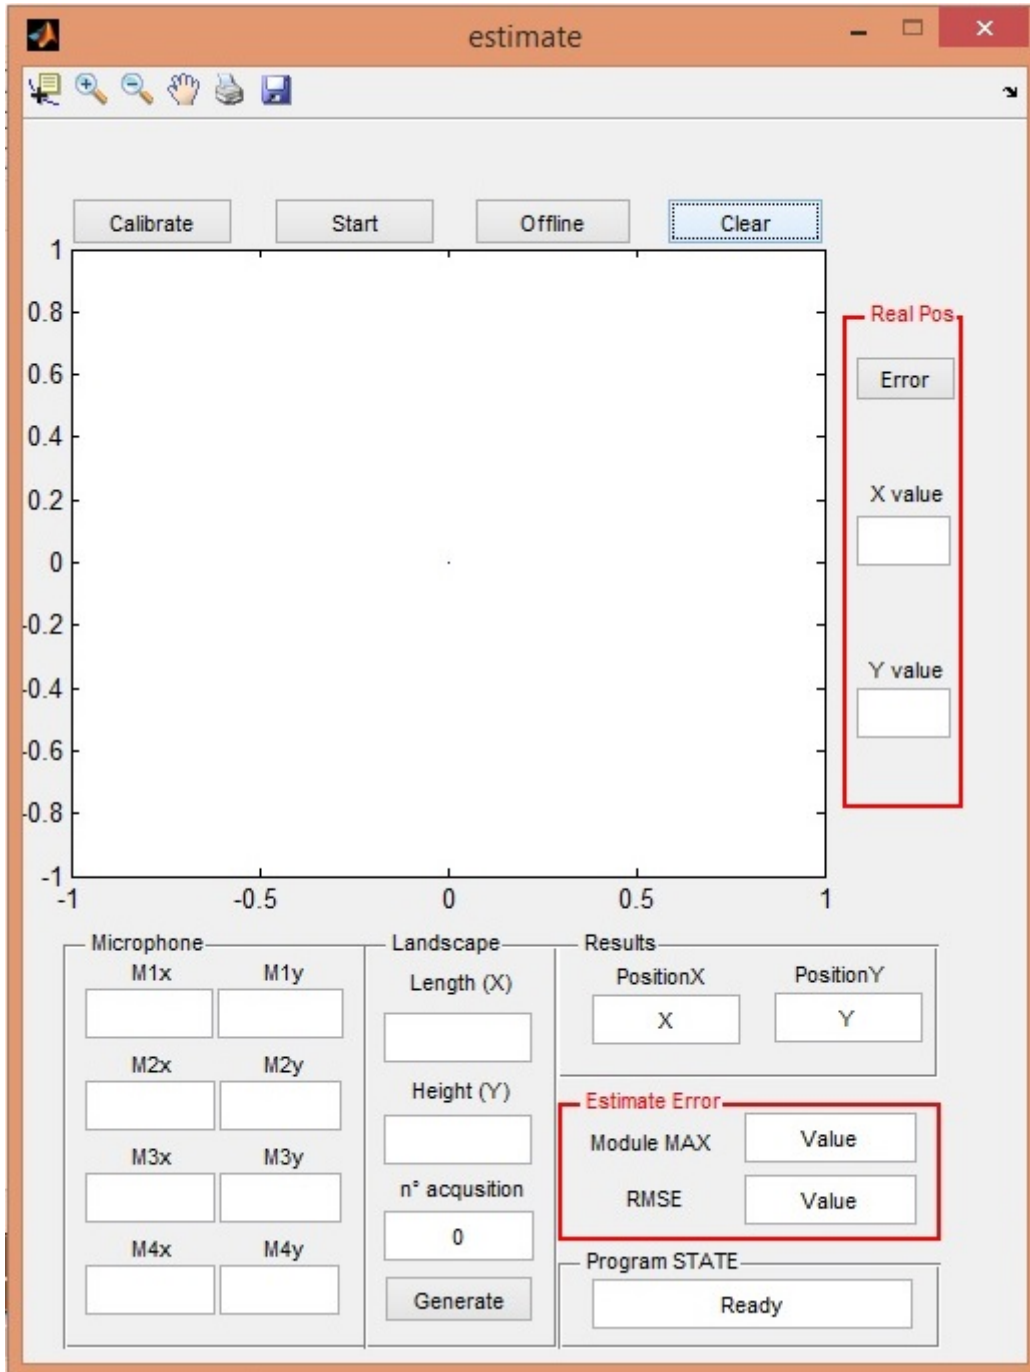 estimate
Calibrate Start Offline Clear
1
0.8
0.6
0.4
0.2
0
-0.2
-0.4
-0.6
-0.8
-1
-1 -0.5 0 0.5 1
Real Pos
Error
X value
Y value
Microphone
M1x M1y
M2x M2y
M3x M3y
M4x M4y
Landscape
Length (X)
Height (Y)
n° acqusition
0
Generate
Results
PositionX PositionY
X Y
Estimate Error
Module MAX Value
RMSE Value
Program STATE
Ready